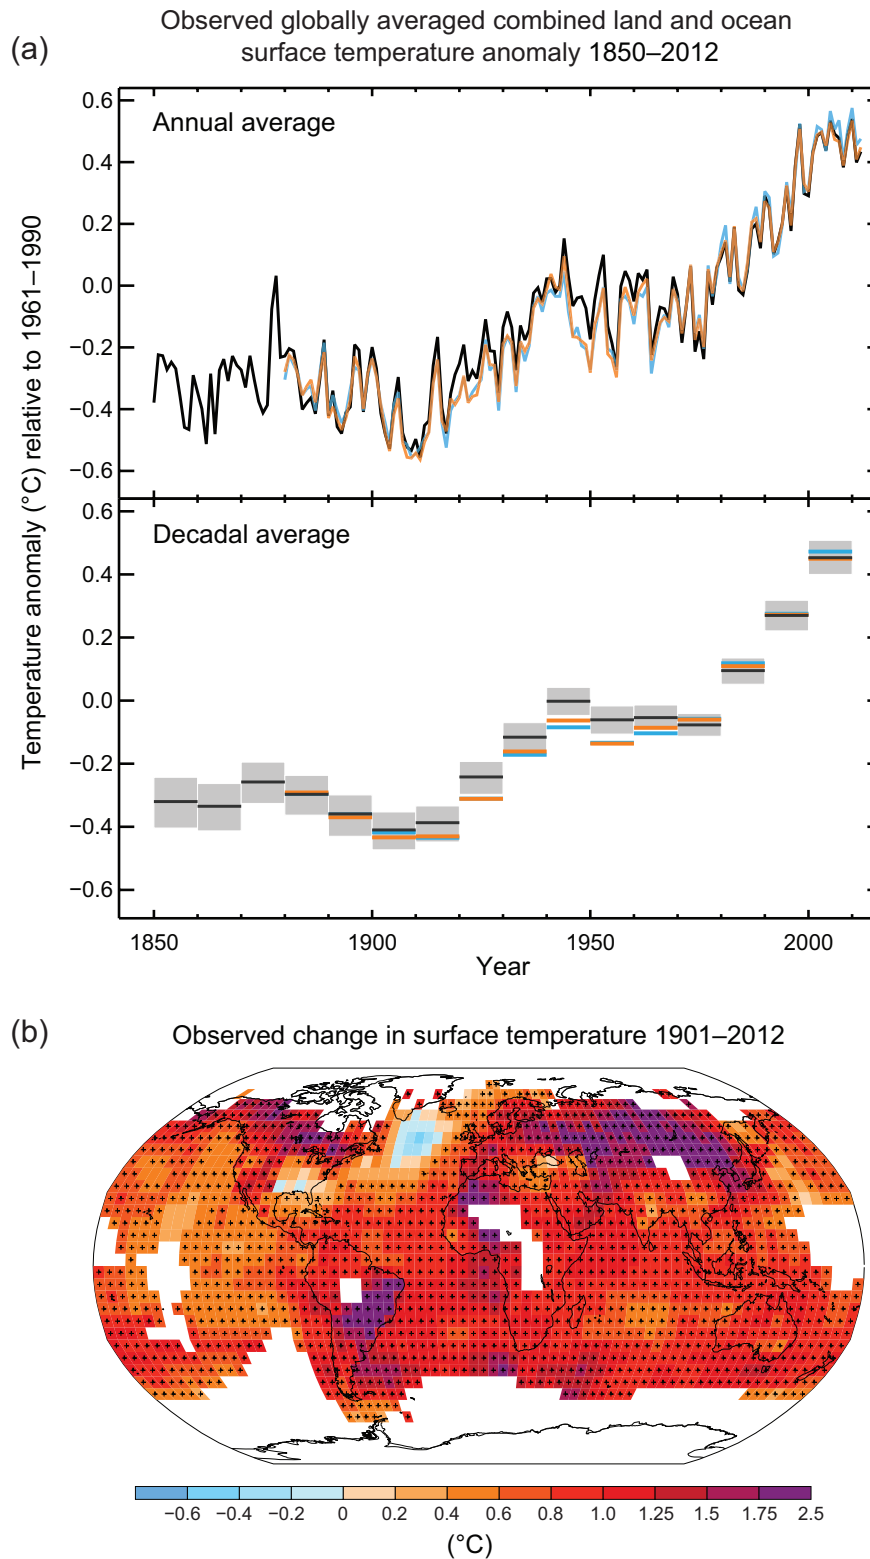 (a)
Observed globally averaged combined land and ocean
surface temperature anomaly 1850–2012
Temperature anomaly (°C) relative to 1961–1990
Annual average
0.6
0.4
0.2
0.0
−0.2
−0.4
−0.6
Decadal average
0.6
0.4
0.2
0.0
−0.2
−0.4
−0.6
1850
1900
1950
2000
Year
(b)
Observed change in surface temperature 1901–2012
−0.6 −0.4 −0.2 0 0.2 0.4 0.6 0.8 1.0 1.25 1.5 1.75 2.5
(°C)